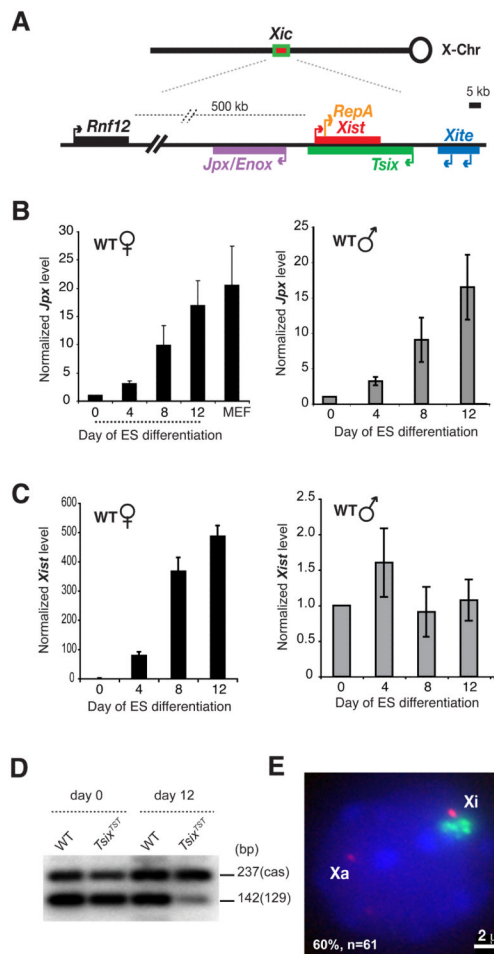 A
Xic
X-Chr
500 kb
5 kb
RepA
Rnf12
Xist
Xite
Jpx/Enox
Tsix
B
WT♀
Normalized Jpx level
30
25
20
15
10
5
0
0 4 8 12 MEF
Day of ES differentiation
WT♂
Normalized Jpx level
25
20
15
10
5
0
0 4 8 12
Day of ES differentiation
C
WT♀
Normalized Xist level
600
500
400
300
200
100
0
0 4 8 12
Day of ES differentiation
WT♂
Normalized Xist level
2.5
2.0
1.5
1.0
0.5
0
0 4 8 12
Day of ES differentiation
D
day 0 day 12
WT Tsix^TST WT Tsix^TST
(bp)
237(cas)
142(129)
E
Xi
Xa
60%, n=61
2 μ